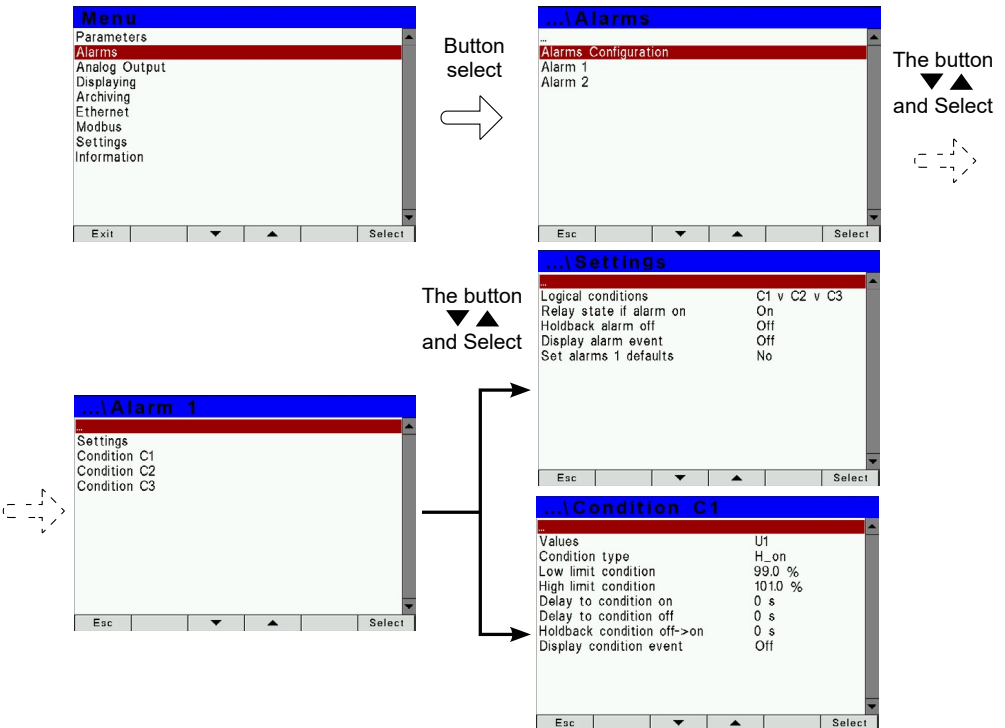 Menu
Parameters
Alarms
Analog Output
Displaying
Archiving
Ethernet
Modbus
Settings
Information
Exit ▼ ▲ Select
Button
select
...\Alarms
...
Alarms Configuration
Alarm 1
Alarm 2
Esc ▼ ▲ Select
The button
▼ ▲
and Select
...\Alarm 1
...
Settings
Condition C1
Condition C2
Condition C3
Esc ▼ ▲ Select
The button
▼ ▲
and Select
...\Settings
...
Logical conditions C1 v C2 v C3
Relay state if alarm on On
Holdback alarm off Off
Display alarm event Off
Set alarms 1 defaults No
Esc ▼ ▲ Select
...\Condition C1
...
Values U1
Condition type H_on
Low limit condition 99.0 %
High limit condition 101.0 %
Delay to condition on 0 s
Delay to condition off 0 s
Holdback condition off->on 0 s
Display condition event Off
Esc ▼ ▲ Select